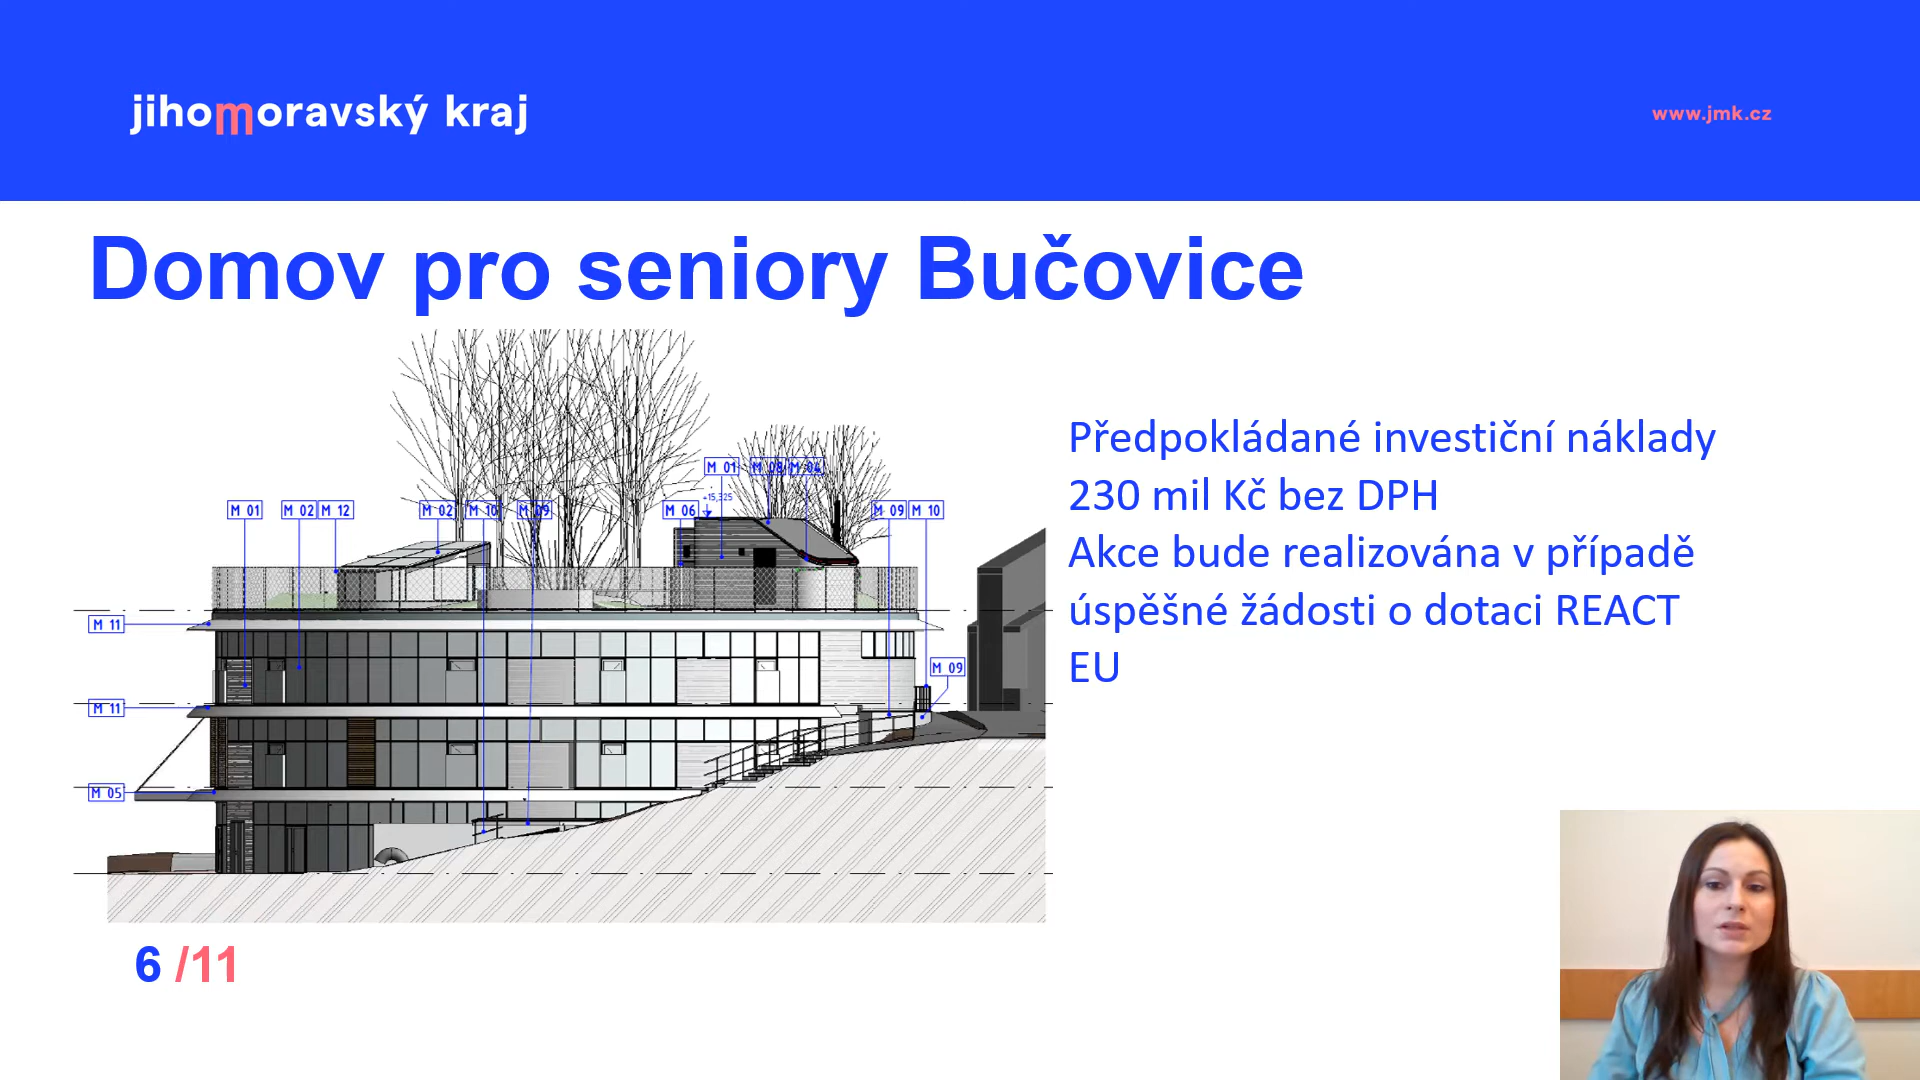 jihomoravský kraj
www.jmk.cz
Domov pro seniory Bučovice
Předpokládané investiční náklady
230 mil Kč bez DPH
Akce bude realizována v případě
úspěšné žádosti o dotaci REACT
EU
M 01 M 08 M 04
+15,325
M 01 M 02 M 12 M 02 M 10 M 09 M 06 M 09 M 10
M 11
M 09
M 11
M 05
6 /11